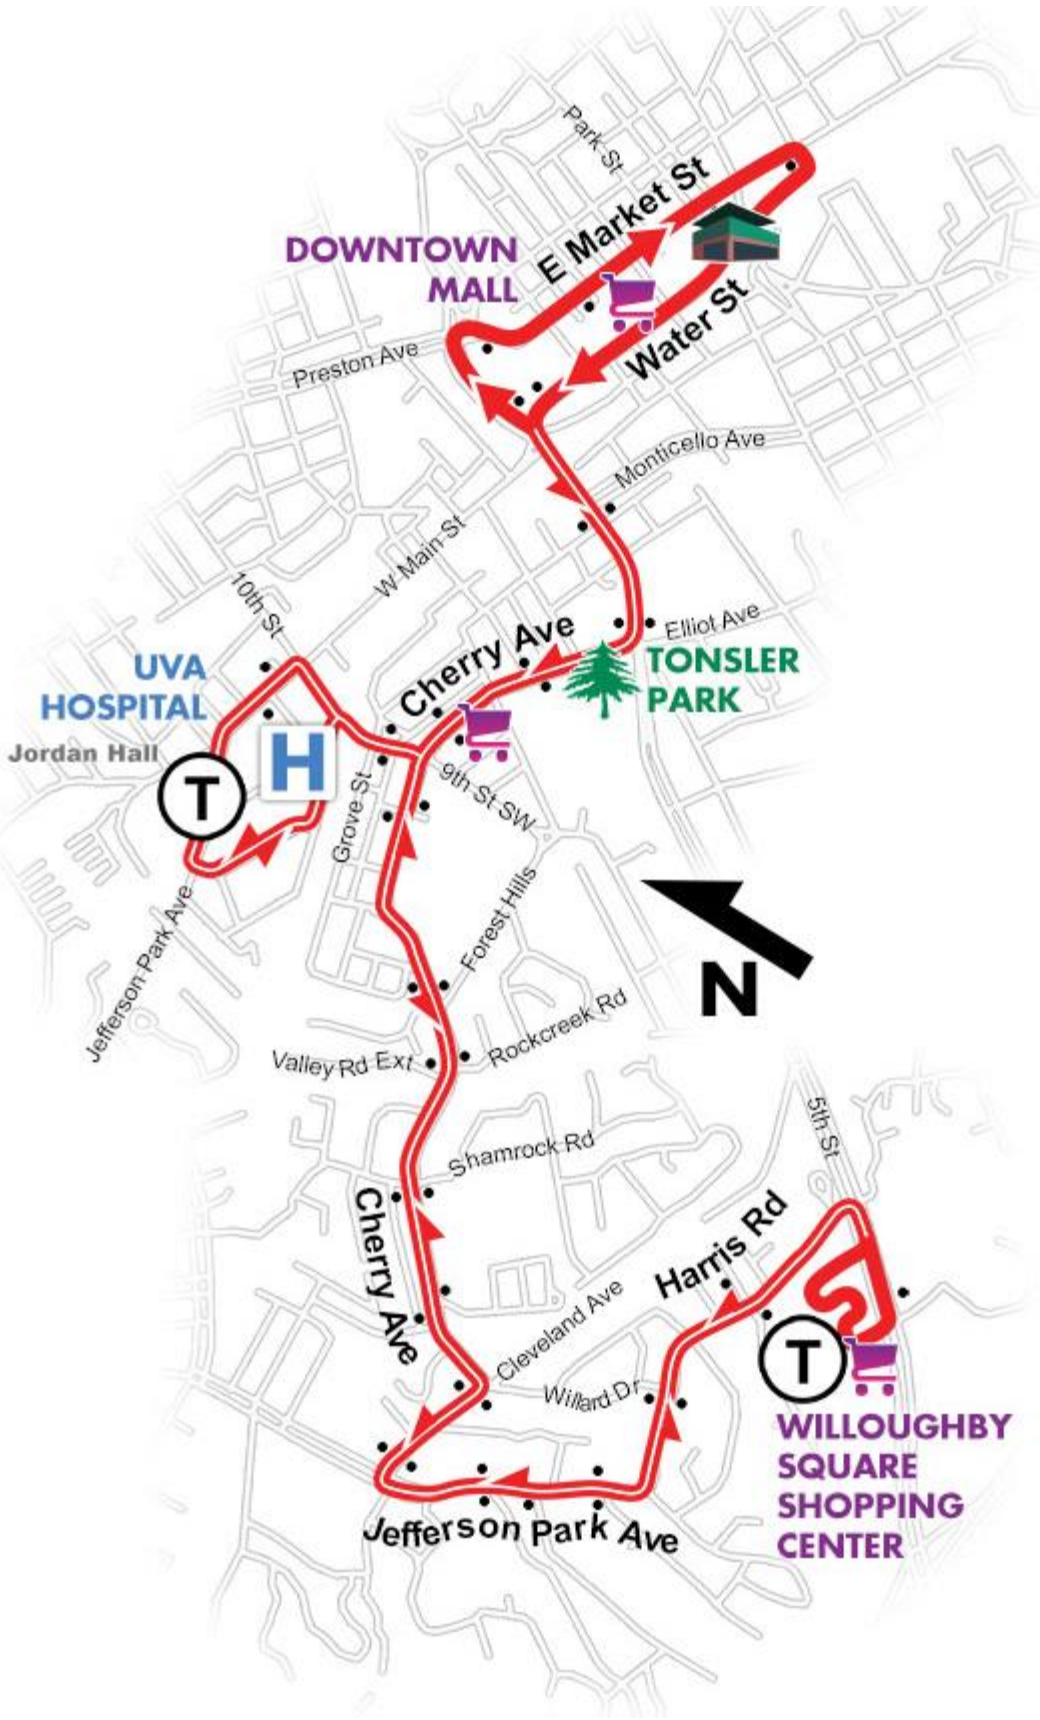 Park St
E Market St
DOWNTOWN
MALL
Water St
Preston Ave
Monticello Ave
W Main St
10th St
Elliot Ave
Cherry Ave
UVA
HOSPITAL
TONSLER
PARK
Jordan Hall
H
T
9th St SW
Grove St
Forest Hills
Jefferson Park Ave
N
Rockcreek Rd
Valley Rd Ext
5th St
Shamrock Rd
Cherry Ave
Harris Rd
Cleveland Ave
T
Willard Dr
WILLOUGHBY
SQUARE
SHOPPING
CENTER
Jefferson Park Ave